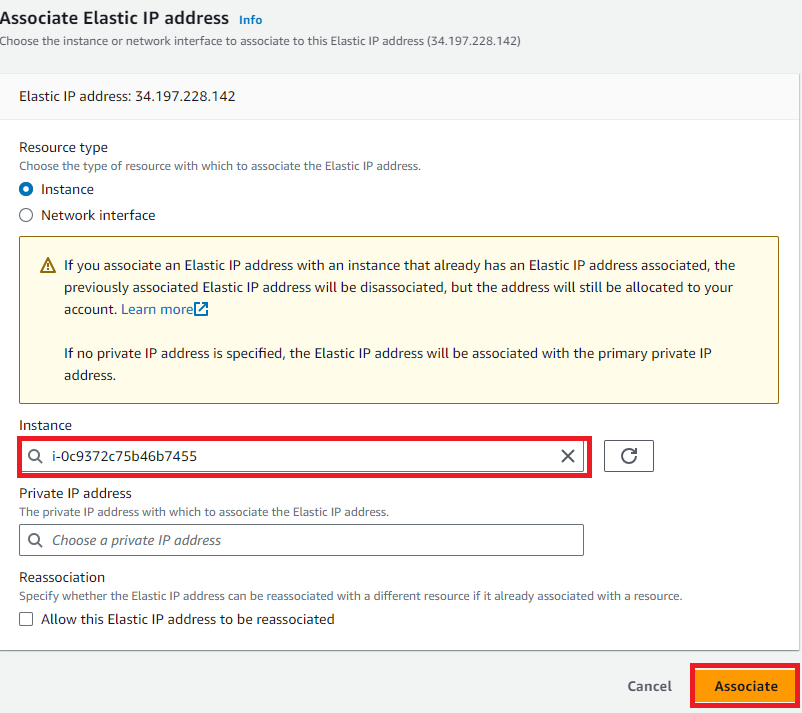 Associate Elastic IP address Info
Choose the instance or network interface to associate to this Elastic IP address (34.197.228.142)
Elastic IP address: 34.197.228.142
Resource type
Choose the type of resource with which to associate the Elastic IP address.
Instance
Network interface
If you associate an Elastic IP address with an instance that already has an Elastic IP address associated, the
previously associated Elastic IP address will be disassociated, but the address will still be allocated to your
account. Learn more
If no private IP address is specified, the Elastic IP address will be associated with the primary private IP
address.
Instance
i-0c9372c75b46b7455
Private IP address
The private IP address with which to associate the Elastic IP address.
Choose a private IP address
Reassociation
Specify whether the Elastic IP address can be reassociated with a different resource if it already associated with a resource.
Allow this Elastic IP address to be reassociated
Cancel Associate